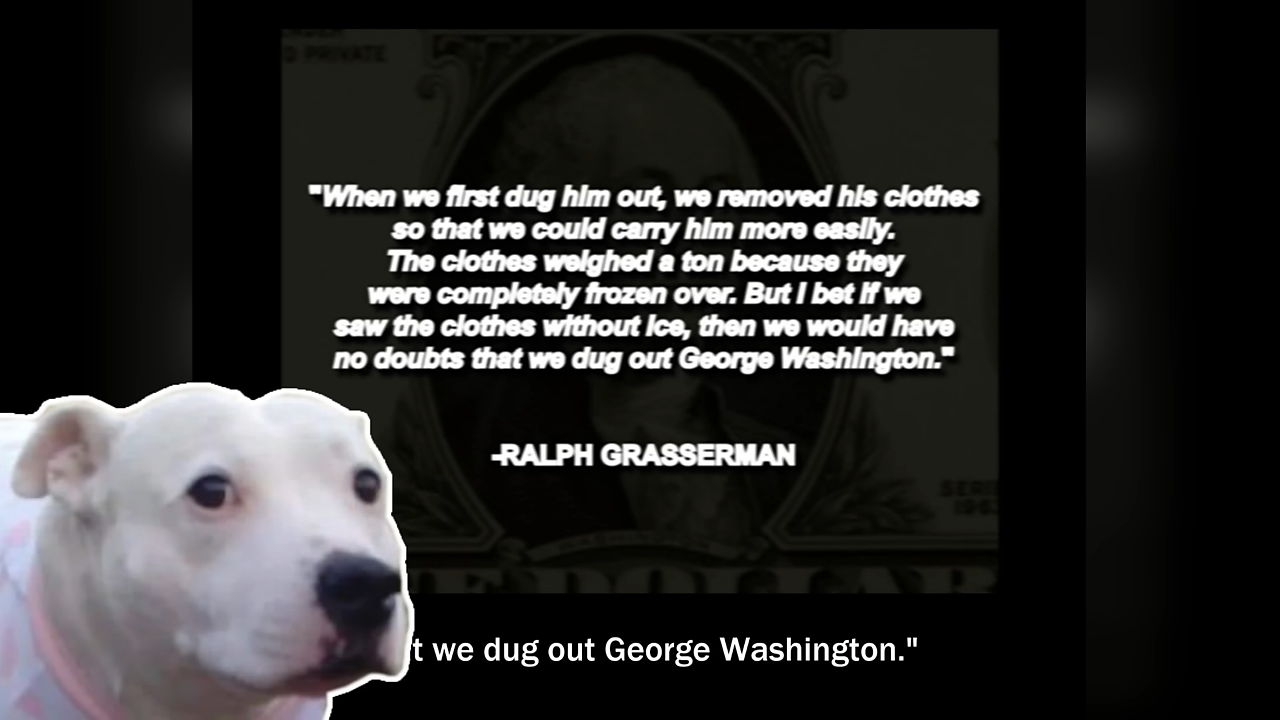 D PRIVATE
"When we first dug him out, we removed his clothes
so that we could carry him more easily.
The clothes weighed a ton because they
were completely frozen over. But I bet if we
saw the clothes without ice, then we would have
no doubts that we dug out George Washington."
-RALPH GRASSERMAN
t we dug out George Washington."